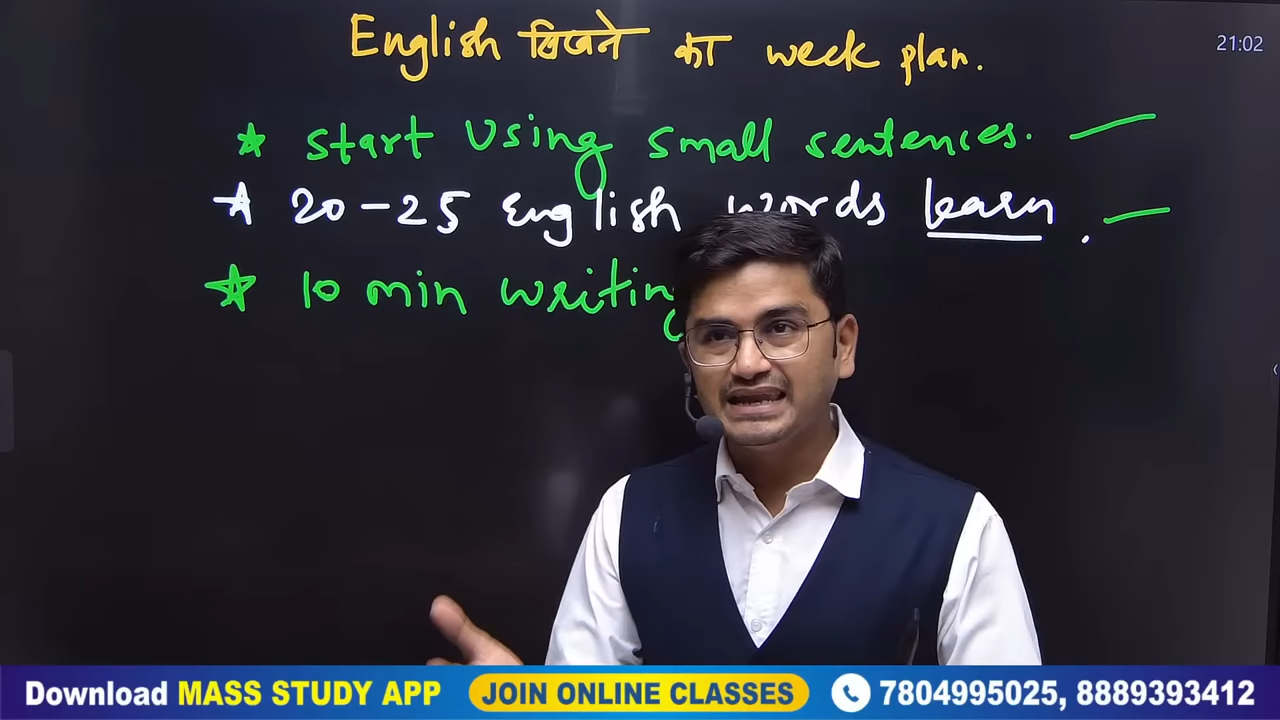 English सिखने का week plan.
21:02
★ Start Using Small sentences. —
★ 20-25 English words learn. —
★ 10 min writing
Download MASS STUDY APP JOIN ONLINE CLASSES 7804995025, 8889393412